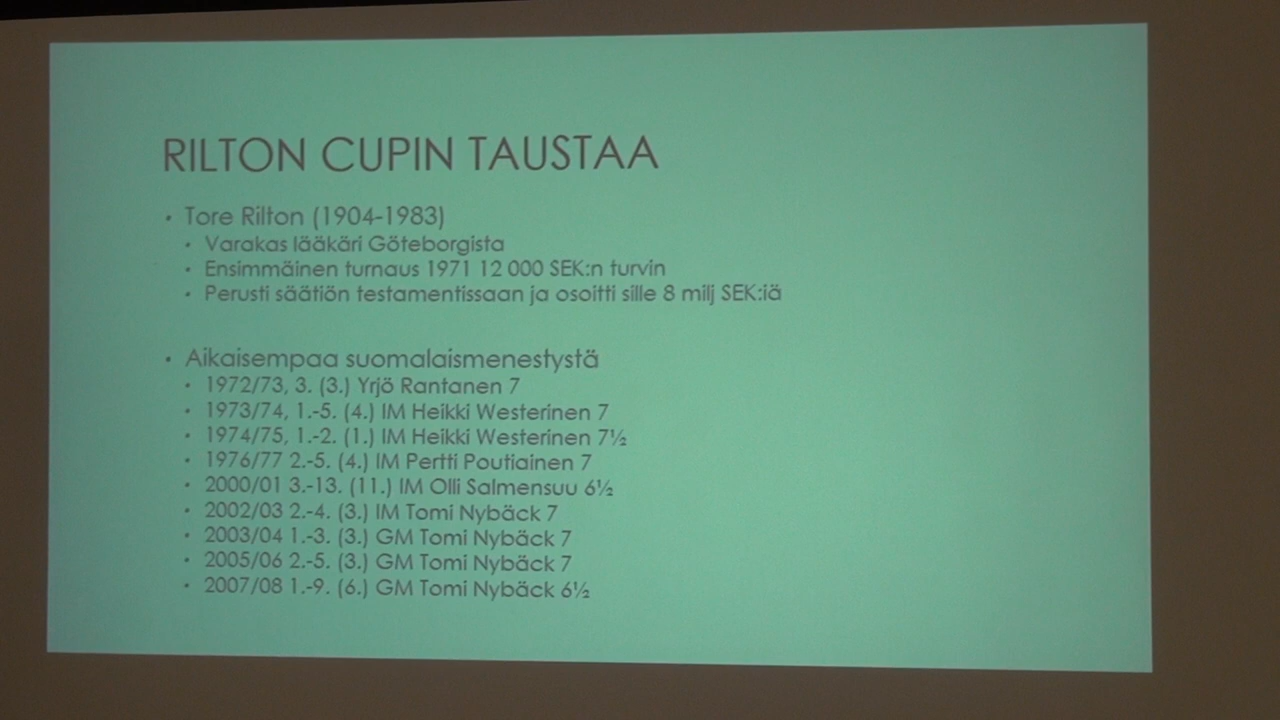 RILTON CUPIN TAUSTAA
• Tore Rilton (1904-1983)
• Varakas lääkäri Göteborgista
• Ensimmäinen turnaus 1971 12 000 SEK:n turvin
• Perusti säätiön testamentissaan ja osoitti sille 8 milj SEK:iä
• Aikaisempaa suomalaismenestystä
• 1972/73, 3. (3.) Yrjö Rantanen 7
• 1973/74, 1.-5. (4.) IM Heikki Westerinen 7
• 1974/75, 1.-2. (1.) IM Heikki Westerinen 7½
• 1976/77 2.-5. (4.) IM Pertti Poutiainen 7
• 2000/01 3.-13. (11.) IM Olli Salmensuu 6½
• 2002/03 2.-4. (3.) IM Tomi Nybäck 7
• 2003/04 1.-3. (3.) GM Tomi Nybäck 7
• 2005/06 2.-5. (3.) GM Tomi Nybäck 7
• 2007/08 1.-9. (6.) GM Tomi Nybäck 6½